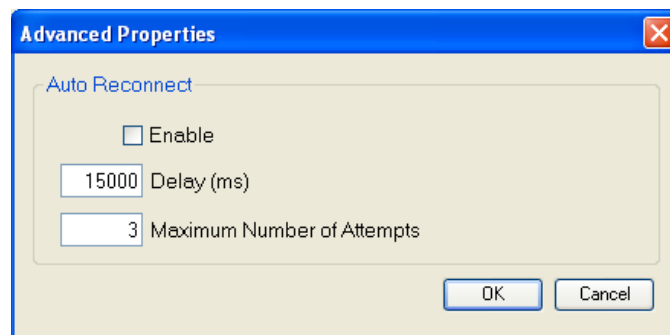 Advanced Properties
Auto Reconnect
Enable
15000 Delay (ms)
3 Maximum Number of Attempts
OK Cancel